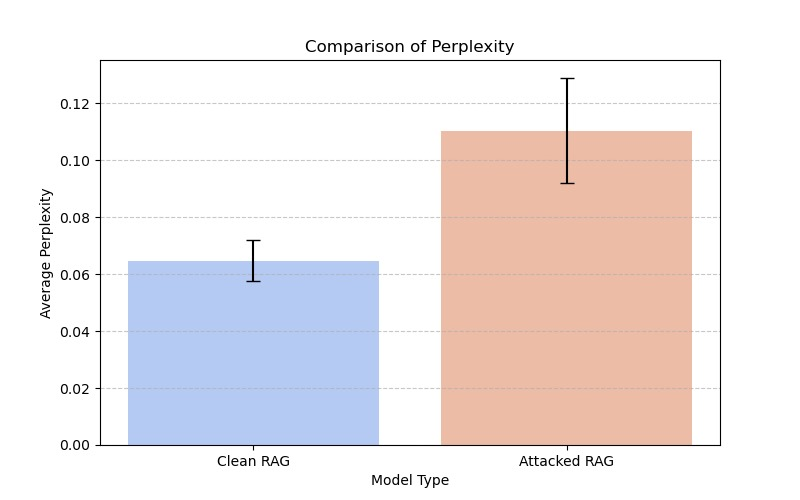 Comparison of Perplexity
Average Perplexity
0.12
0.10
0.08
0.06
0.04
0.02
0.00
Clean RAG
Attacked RAG
Model Type